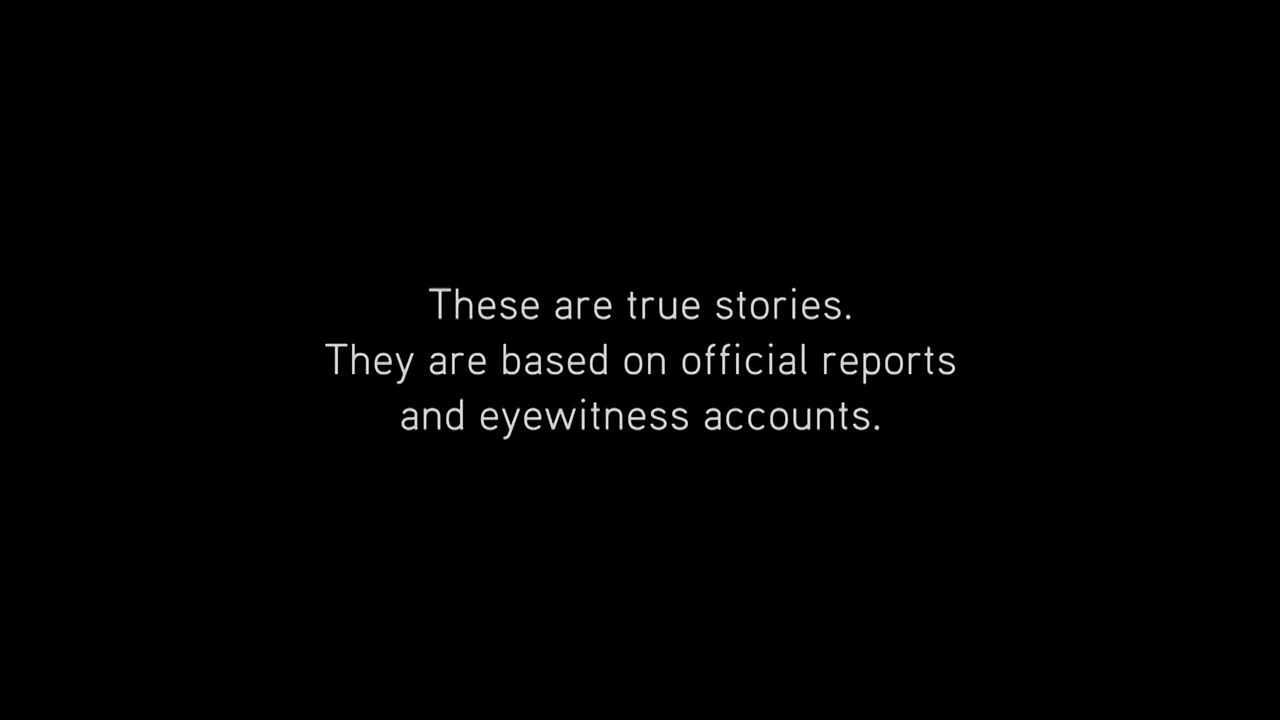 These are true stories.
They are based on official reports
and eyewitness accounts.